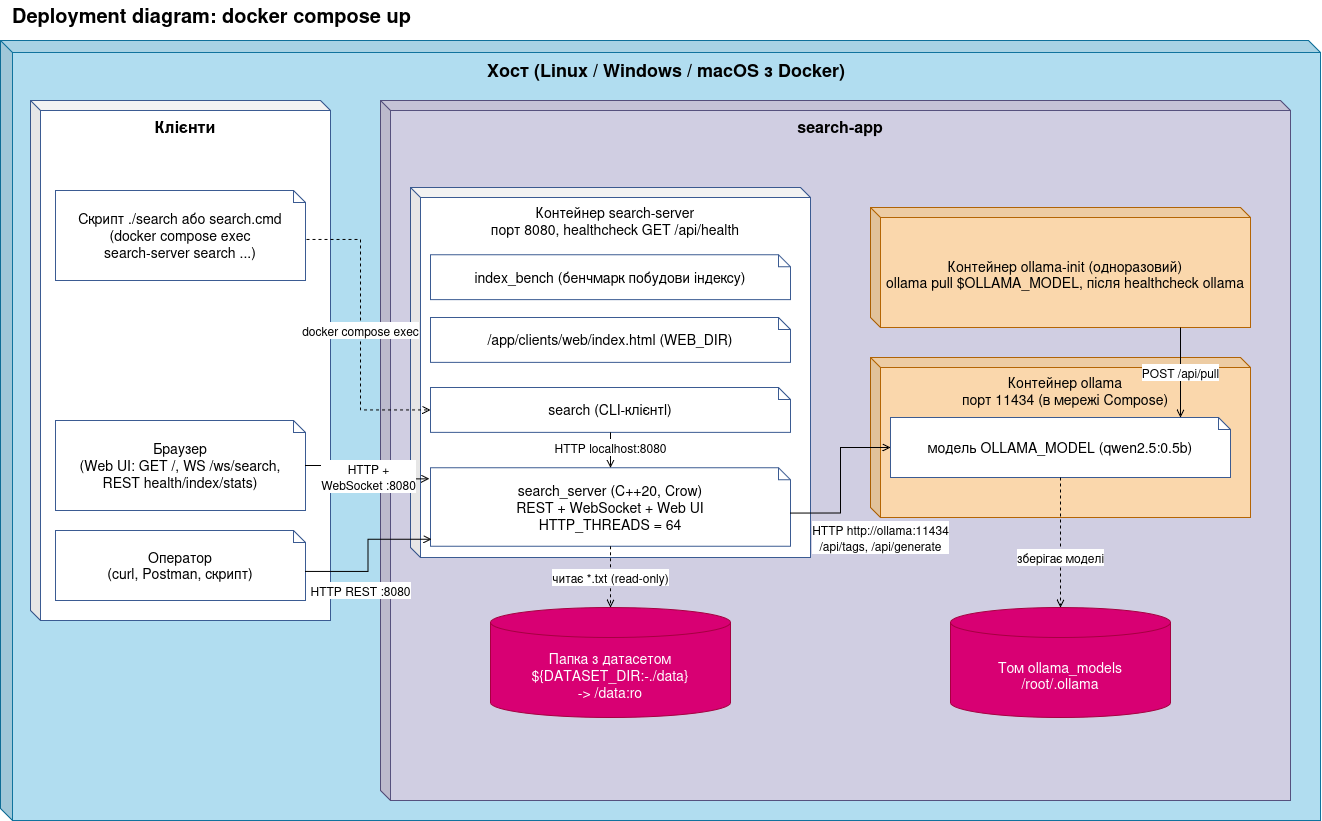 Deployment diagram: docker compose up
Хост (Linux / Windows / macOS з Docker)
Клієнти
search-app
Скрипт ./search або search.cmd
(docker compose exec
search-server search ...)
docker compose exec
Браузер
(Web UI: GET /, WS /ws/search,
REST health/index/stats)
HTTP +
WebSocket :8080
Оператор
(curl, Postman, скрипт)
HTTP REST :8080
Контейнер search-server
порт 8080, healthcheck GET /api/health
index_bench (бенчмарк побудови індексу)
/app/clients/web/index.html (WEB_DIR)
search (CLI-клієнтІ)
HTTP localhost:8080
search_server (C++20, Crow)
REST + WebSocket + Web UI
HTTP_THREADS = 64
читає *.txt (read-only)
Папка з датасетом
${DATASET_DIR:-./data}
-> /data:ro
Контейнер ollama-init (одноразовий)
ollama pull $OLLAMA_MODEL, після healthcheck ollama
POST /api/pull
Контейнер ollama
порт 11434 (в мережі Compose)
модель OLLAMA_MODEL (qwen2.5:0.5b)
HTTP http://ollama:11434
/api/tags, /api/generate
зберігає моделі
Том ollama_models
/root/.ollama